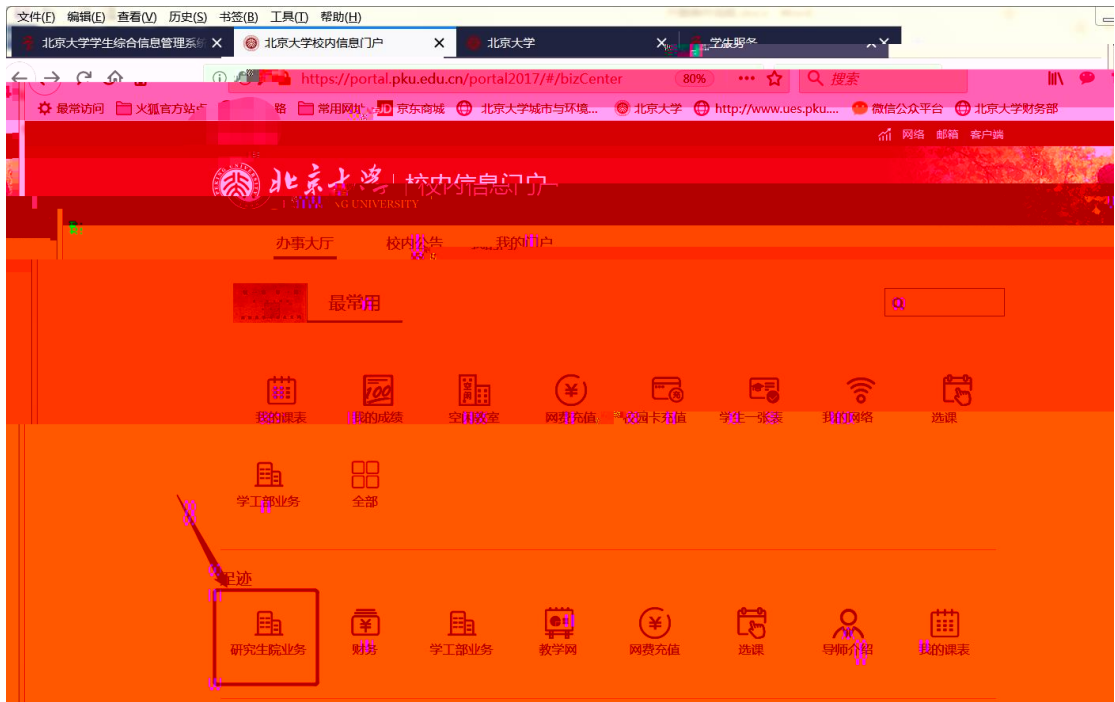 文件(F) 编辑(E) 查看(V) 历史(S) 书签(B) 工具(T) 帮助(H)
北京大学学生综合信息管理系统 北京大学校内信息门户 北京大学 学生服务
https://portal.pku.edu.cn/portal2017/#/bizCenter 80% 搜索
最常访问 火狐官方站点 常用网址 JD 京东商城 北京大学城市与环境... 北京大学 http://www.ues.pku.... 微信公众平台 北京大学财务部
网络 邮箱 客户端
北京大学 校内信息门户
NG UNIVERSITY
办事大厅 校内公告 我的门户
最常用
我的课表 我的成绩 空闲教室 网费充值 校园卡充值 学生一张表 我的网络 选课
学工部业务 全部
足迹
研究生院业务 财务 学工部业务 教学网 网费充值 选课 导师介绍 我的课表